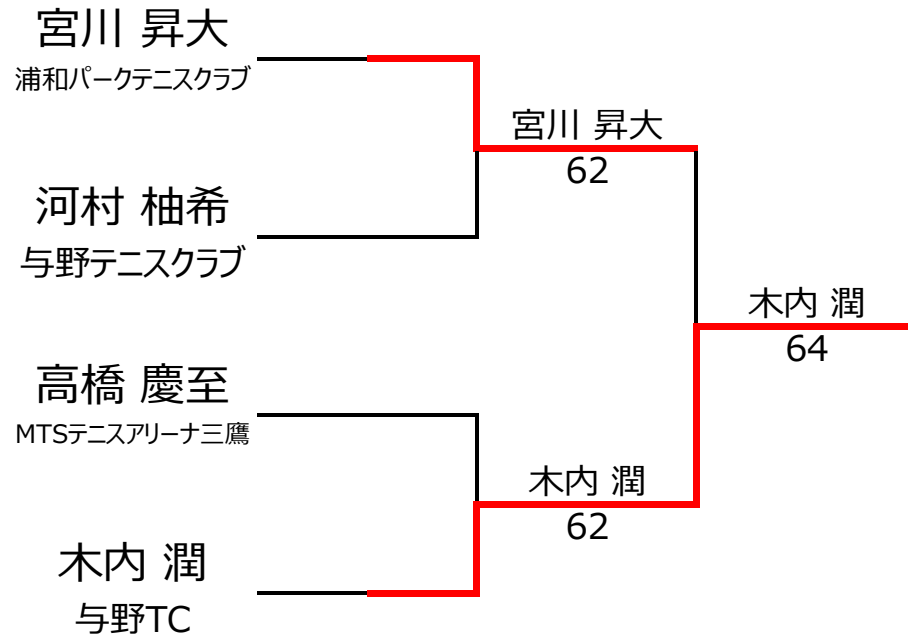 宮川 昇大
浦和パークテニスクラブ
宮川 昇大
62
河村 柚希
与野テニスクラブ
木内 潤
64
高橋 慶至
MTSテニスアリーナ三鷹
木内 潤
62
木内 潤
与野TC